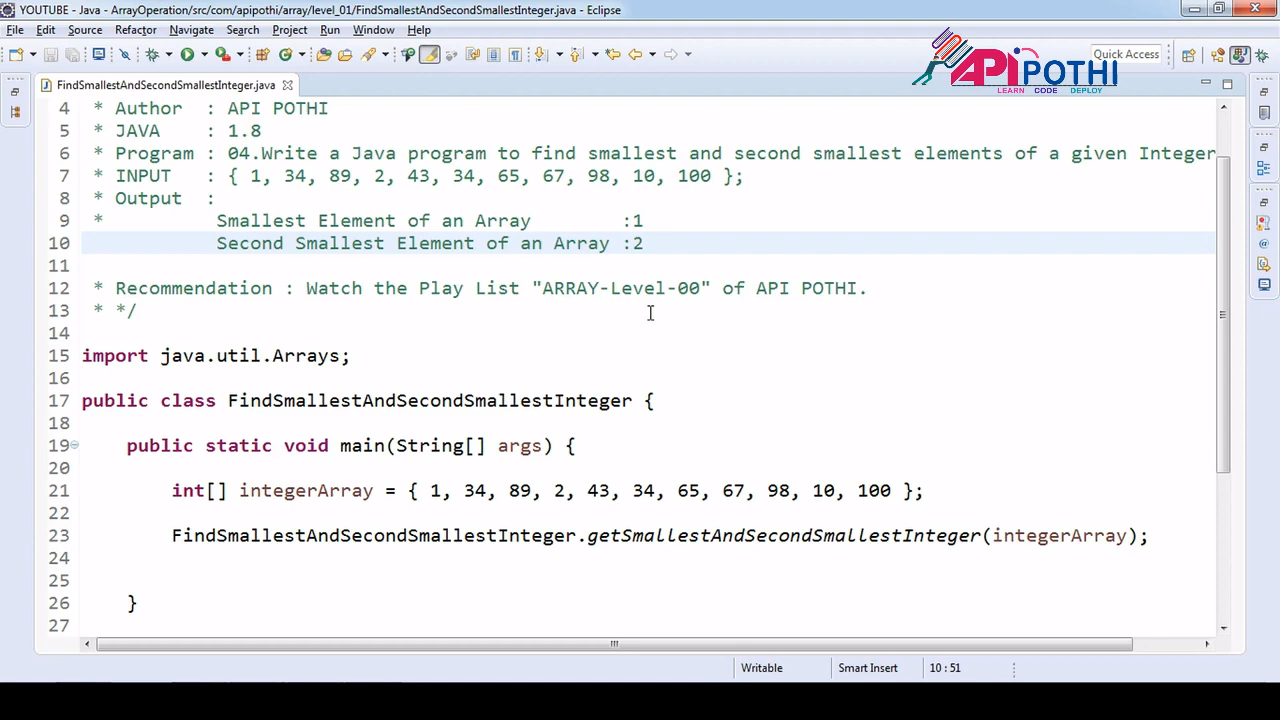 YOUTUBE - Java - ArrayOperation/src/com/apipothi/array/level_01/FindSmallestAndSecondSmallestInteger.java - Eclipse
File Edit Source Refactor Navigate Search Project Run Window Help
Quick Access
APIPOTHI
LEARN CODE DEPLOY
FindSmallestAndSecondSmallestInteger.java
4 * Author : API POTHI
5 * JAVA : 1.8
6 * Program : 04.Write a Java program to find smallest and second smallest elements of a given Integer
7 * INPUT : { 1, 34, 89, 2, 43, 34, 65, 67, 98, 10, 100 };
8 * Output :
9 * Smallest Element of an Array :1
10 Second Smallest Element of an Array :2
11
12 * Recommendation : Watch the Play List "ARRAY-Level-00" of API POTHI.
13 * */
14
15 import java.util.Arrays;
16
17 public class FindSmallestAndSecondSmallestInteger {
18
19 public static void main(String[] args) {
20
21 int[] integerArray = { 1, 34, 89, 2, 43, 34, 65, 67, 98, 10, 100 };
22
23 FindSmallestAndSecondSmallestInteger.getSmallestAndSecondSmallestInteger(integerArray);
24
25
26 }
27
Writable Smart Insert 10 : 51